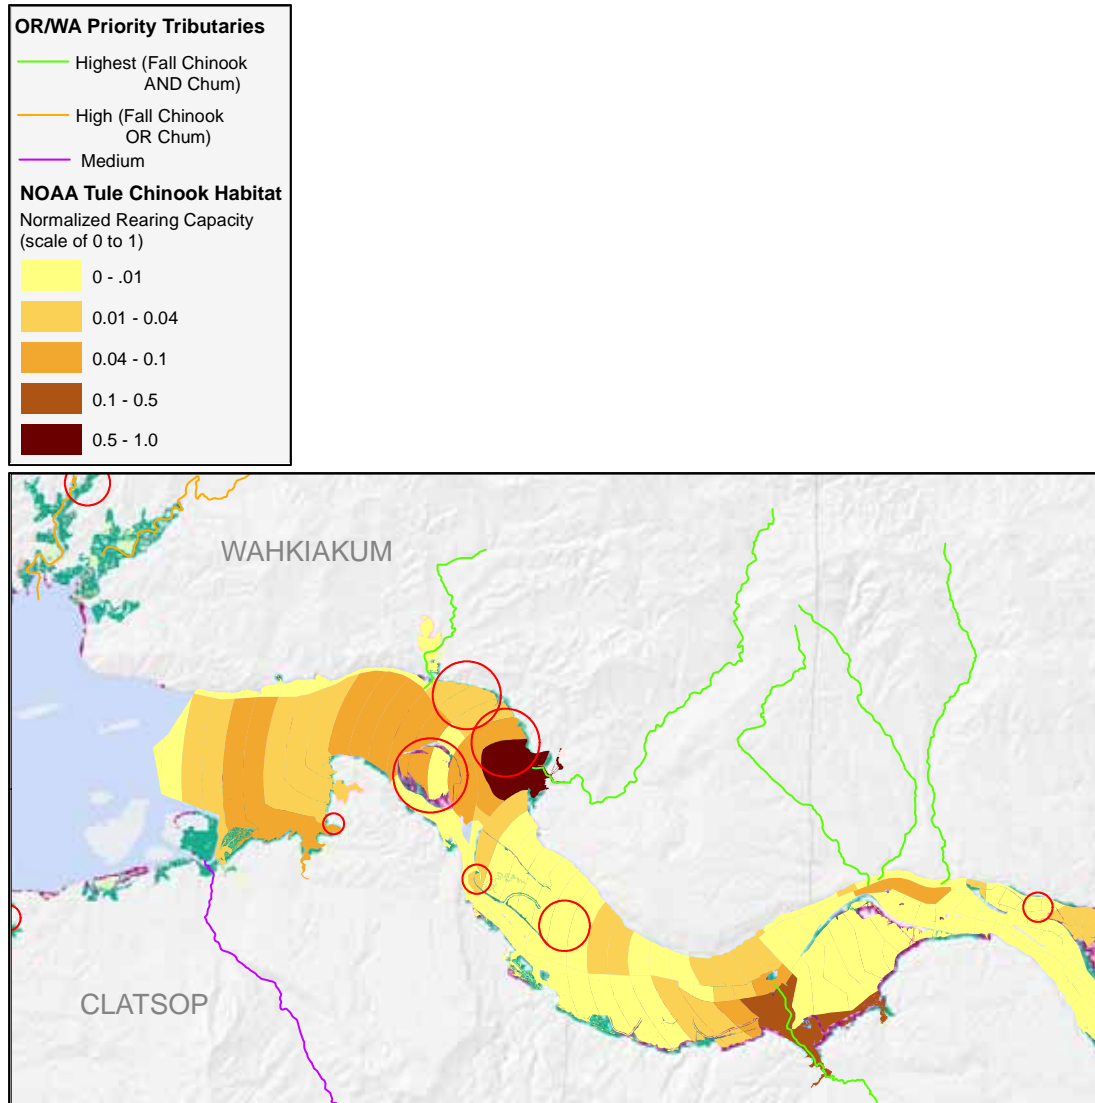 OR/WA Priority Tributaries
Highest (Fall Chinook
AND Chum)
High (Fall Chinook
OR Chum)
Medium
NOAA Tule Chinook Habitat
Normalized Rearing Capacity
(scale of 0 to 1)
0 - .01
0.01 - 0.04
0.04 - 0.1
0.1 - 0.5
0.5 - 1.0
WAHKIAKUM
CLATSOP